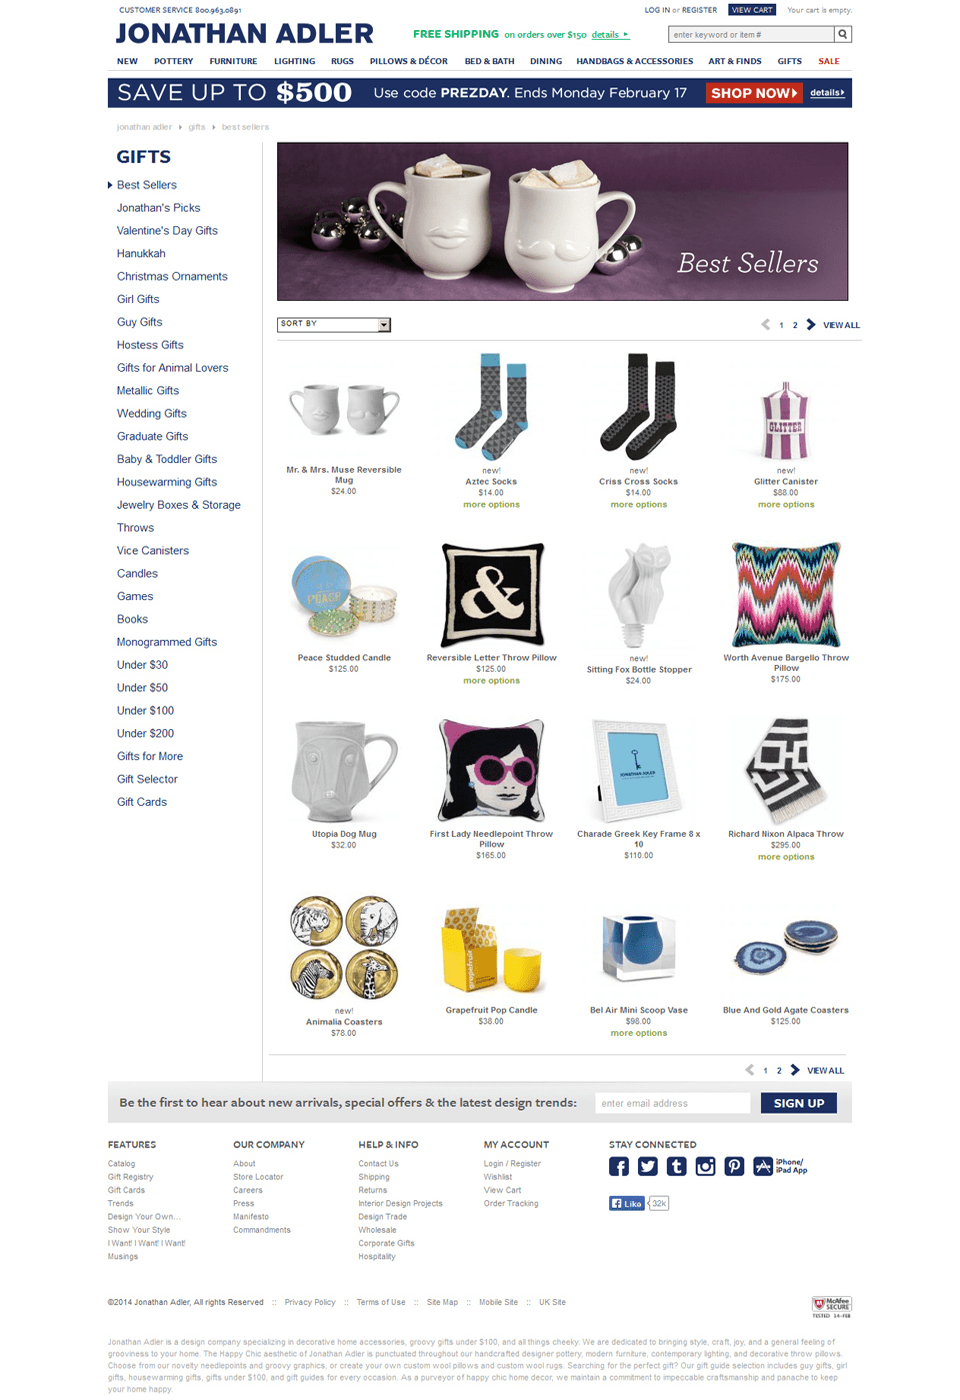 CUSTOMER SERVICE 800.963.0891
LOG IN or REGISTER VIEW CART Your cart is empty.
JONATHAN ADLER
FREE SHIPPING on orders over $150 details
enter keyword or item #
NEW POTTERY FURNITURE LIGHTING RUGS PILLOWS & DÉCOR BED & BATH DINING HANDBAGS & ACCESSORIES ART & FINDS GIFTS SALE
SAVE UP TO $500 Use code PREZDAY. Ends Monday February 17 SHOP NOW details
jonathan adler gifts best sellers
GIFTS
Best Sellers
Jonathan's Picks
Valentine's Day Gifts
Hanukkah
Christmas Ornaments
Girl Gifts
Guy Gifts
Hostess Gifts
Gifts for Animal Lovers
Metallic Gifts
Wedding Gifts
Graduate Gifts
Baby & Toddler Gifts
Housewarming Gifts
Jewelry Boxes & Storage
Throws
Vice Canisters
Candles
Games
Books
Monogrammed Gifts
Under $30
Under $50
Under $100
Under $200
Gifts for More
Gift Selector
Gift Cards
Best Sellers
SORT BY
1 2 VIEW ALL
Mr. & Mrs. Muse Reversible
Mug
$24.00
new!
Aztec Socks
$14.00
more options
new!
Criss Cross Socks
$14.00
more options
GLITTER
new!
Glitter Canister
$88.00
more options
PEACE
Peace Studded Candle
$125.00
&
Reversible Letter Throw Pillow
$125.00
more options
new!
Sitting Fox Bottle Stopper
$24.00
Worth Avenue Bargello Throw
Pillow
$175.00
Utopia Dog Mug
$32.00
First Lady Needlepoint Throw
Pillow
$165.00
JONATHAN ADLER
Charade Greek Key Frame 8 x
10
$110.00
Richard Nixon Alpaca Throw
$295.00
more options
new!
Animalia Coasters
$78.00
grapefruit
Grapefruit Pop Candle
$38.00
Bel Air Mini Scoop Vase
$98.00
more options
Blue And Gold Agate Coasters
$125.00
1 2 VIEW ALL
Be the first to hear about new arrivals, special offers & the latest design trends: enter email address SIGN UP
FEATURES
Catalog
Gift Registry
Gift Cards
Trends
Design Your Own...
Show Your Style
I Want! I Want! I Want!
Musings
OUR COMPANY
About
Store Locator
Careers
Press
Manifesto
Commandments
HELP & INFO
Contact Us
Shipping
Returns
Interior Design Projects
Design Trade
Wholesale
Corporate Gifts
Hospitality
MY ACCOUNT
Login / Register
Wishlist
View Cart
Order Tracking
STAY CONNECTED
iPhone/
iPad App
Like 32k
©2014 Jonathan Adler, All rights Reserved :: Privacy Policy :: Terms of Use :: Site Map :: Mobile Site :: UK Site
McAfee
SECURE
TESTED 14-FEB
Jonathan Adler is a design company specializing in decorative home accessories, groovy gifts under $100, and all things cheeky. We are dedicated to bringing style, craft, joy, and a general feeling of
grooviness to your home. The Happy Chic aesthetic of Jonathan Adler is punctuated throughout our handcrafted designer pottery, modern furniture, contemporary lighting, and decorative throw pillows.
Choose from our novelty needlepoints and groovy graphics, or create your own custom wool pillows and custom wool rugs. Searching for the perfect gift? Our gift guide selection includes guy gifts, girl
gifts, housewarming gifts, gifts under $100, and gift guides for every occasion. As a purveyor of happy chic home decor, we maintain a commitment to impeccable craftsmanship and panache to keep
your home happy.